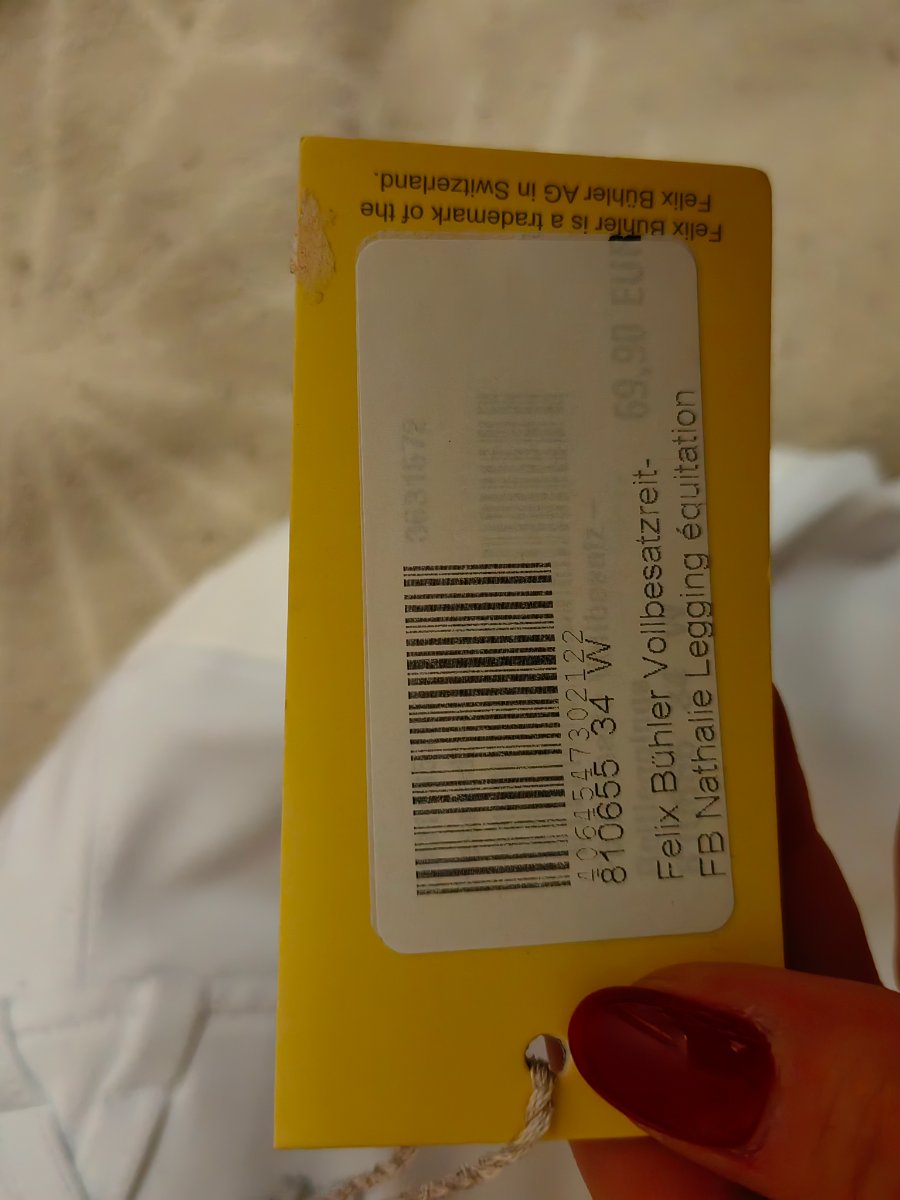 Felix Bühler is a trademark of the
Felix Bühler AG in Switzerland.
4064547302122
810655 34 W
Felix Bühler Vollbesatzreit-
FB Nathalie Legging équitation
69,90 EUR